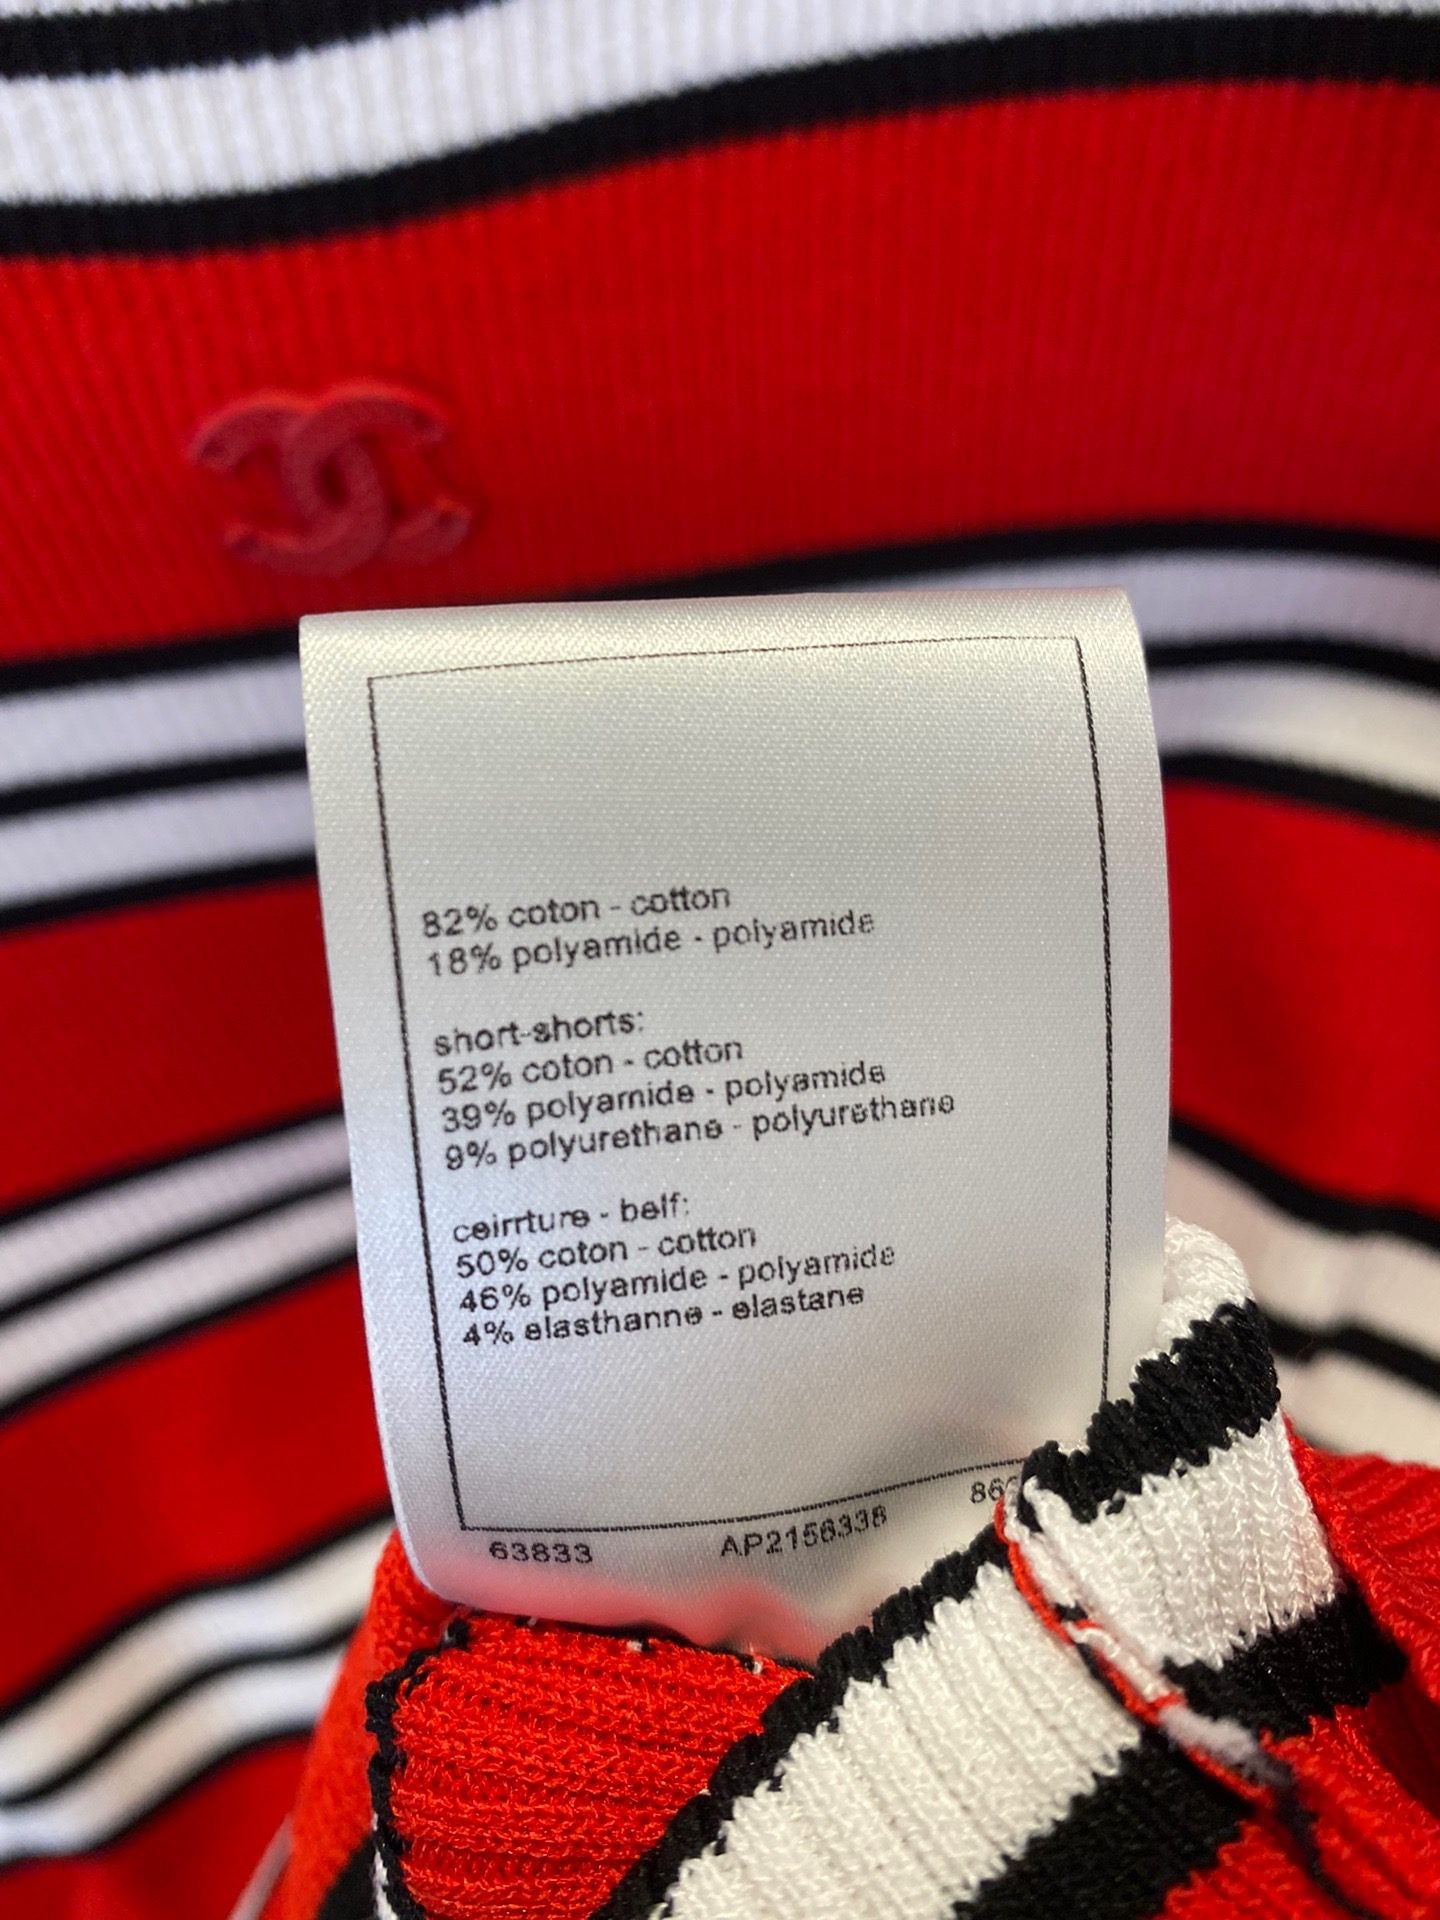 82% coton - cotton
18% polyamide - polyamide
short-shorts:
52% coton - cotton
39% polyamide - polyamide
9% polyurethane - polyurethane
ceirrture - belf:
50% coton - cotton
46% polyamide - polyamide
4% elasthanne - elastane
63833 AP2156338